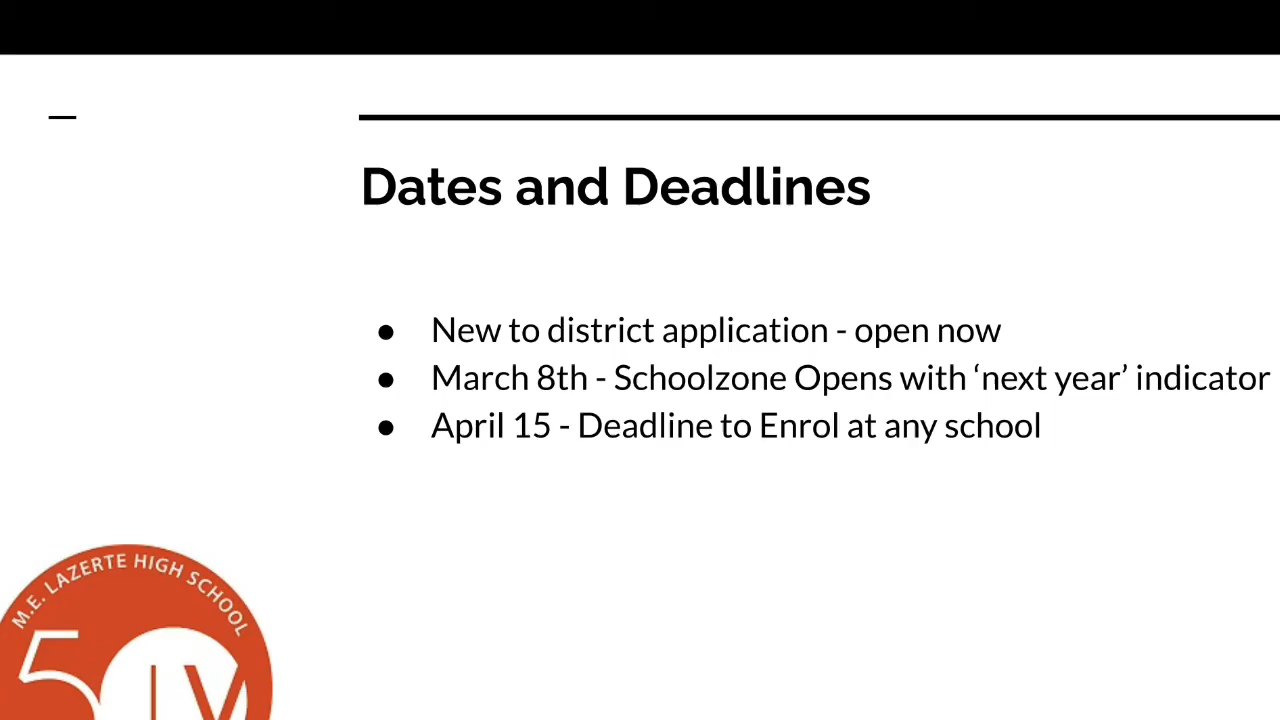 Dates and Deadlines
● New to district application - open now
● March 8th - Schoolzone Opens with ‘next year’ indicator
● April 15 - Deadline to Enrol at any school
M.E. LAZERTE HIGH SCHOOL
50